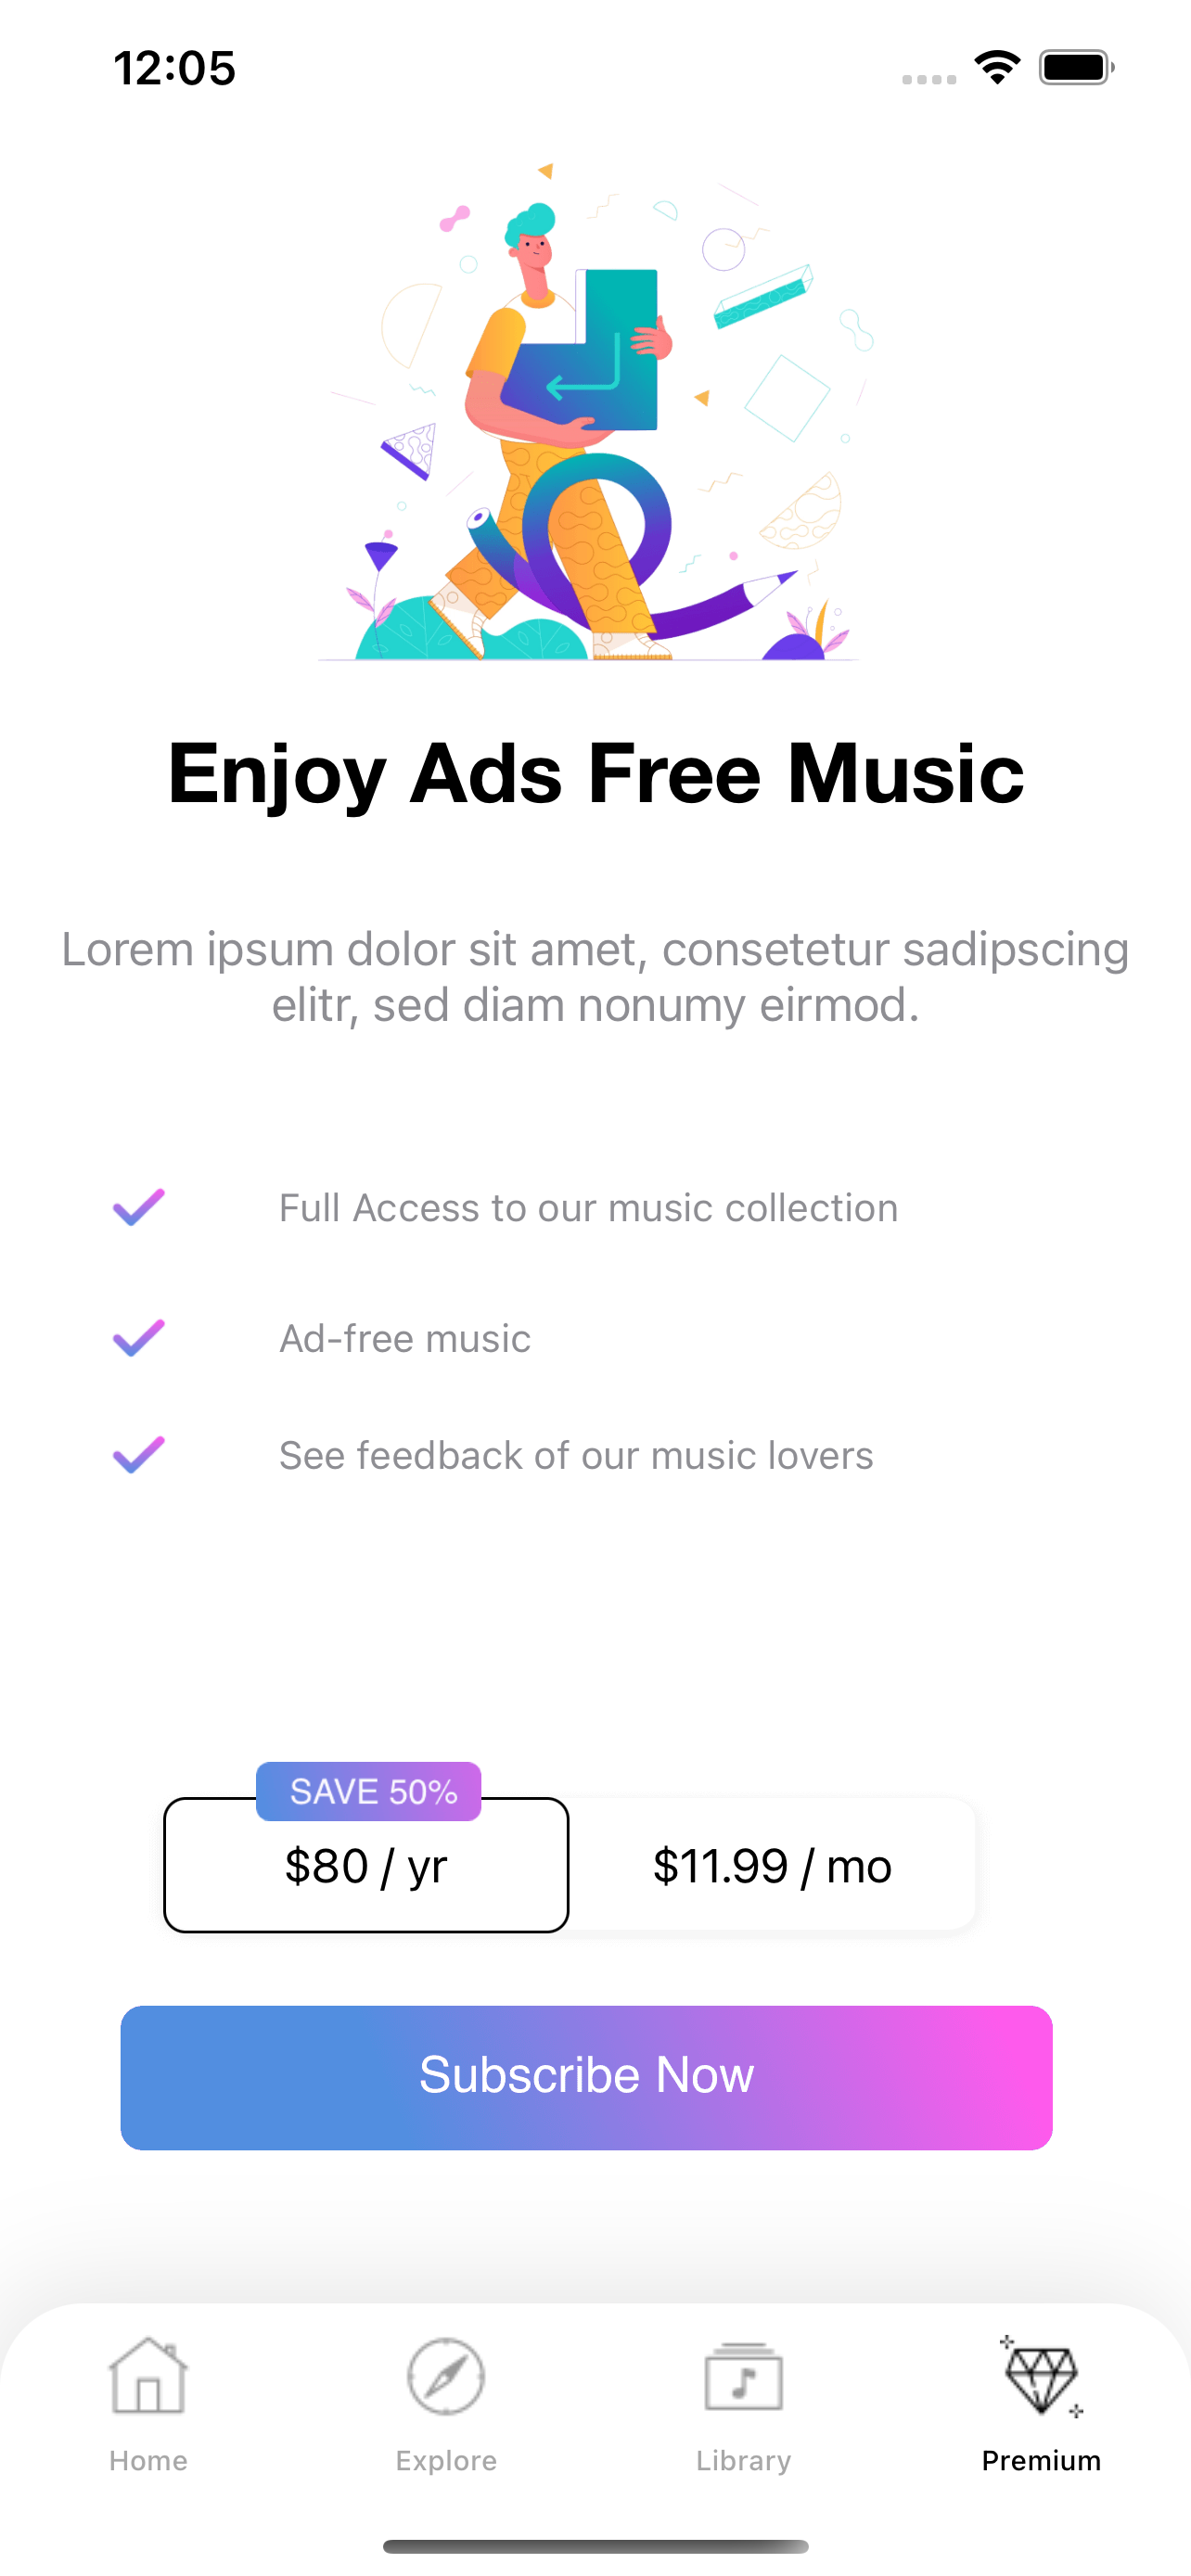 12:05
Enjoy Ads Free Music
Lorem ipsum dolor sit amet, consetetur sadipscing
elitr, sed diam nonumy eirmod.
Full Access to our music collection
Ad-free music
See feedback of our music lovers
SAVE 50%
$80 / yr
$11.99 / mo
Subscribe Now
Home
Explore
Library
Premium